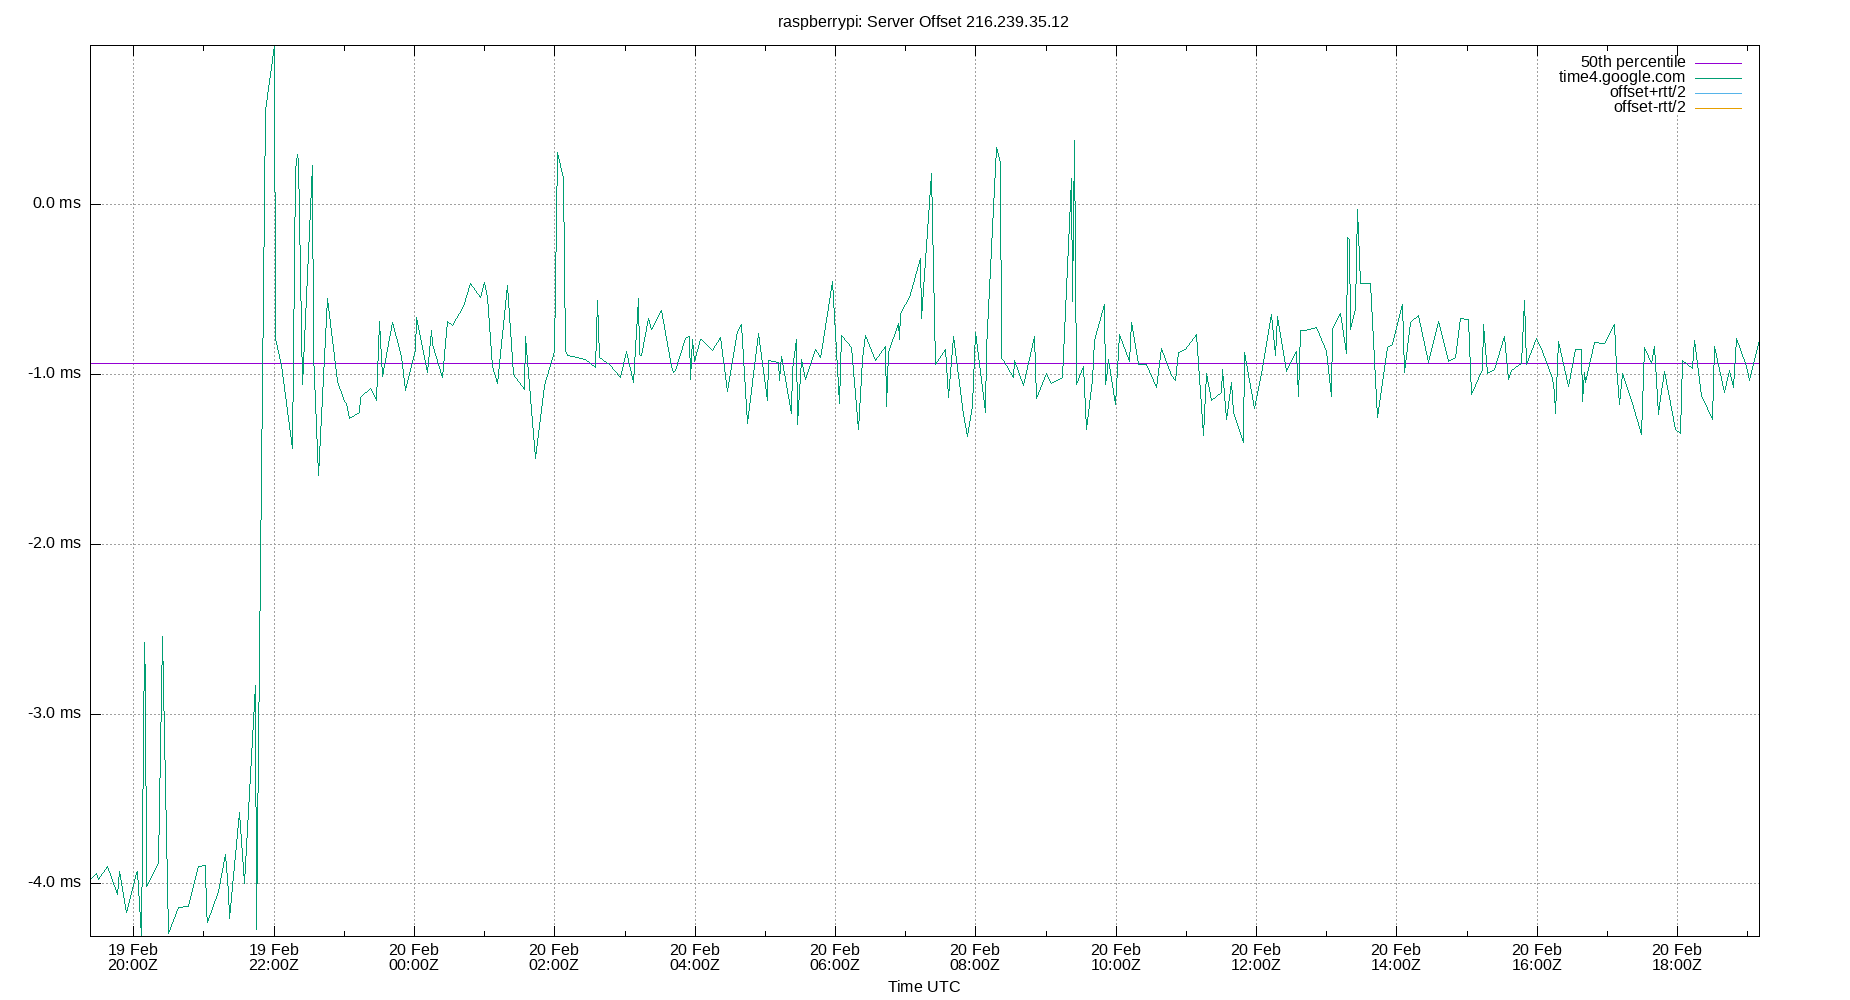 raspberrypi: Server Offset 216.239.35.12
50th percentile
time4.google.com
offset+rtt/2
offset-rtt/2
0.0 ms
-1.0 ms
-2.0 ms
-3.0 ms
-4.0 ms
19 Feb 19 Feb 20 Feb 20 Feb 20 Feb 20 Feb 20 Feb 20 Feb 20 Feb 20 Feb 20 Feb 20 Feb
20:00Z 22:00Z 00:00Z 02:00Z 04:00Z 06:00Z 08:00Z 10:00Z 12:00Z 14:00Z 16:00Z 18:00Z
Time UTC